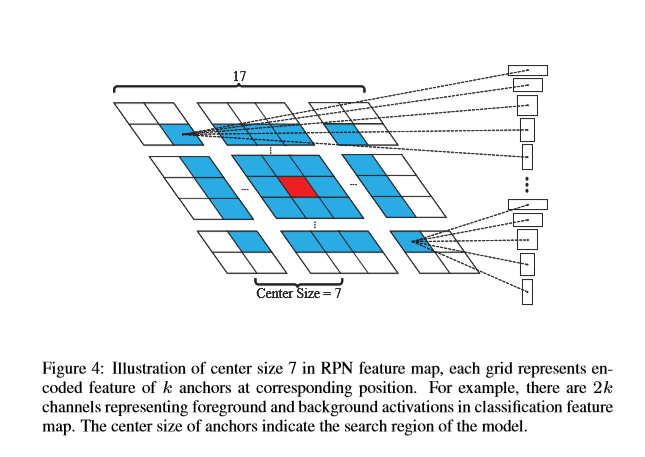 17
Center Size = 7
Figure 4: Illustration of center size 7 in RPN feature map, each grid represents en-
coded feature of k anchors at corresponding position. For example, there are 2k
channels representing foreground and background activations in classification feature
map. The center size of anchors indicate the search region of the model.